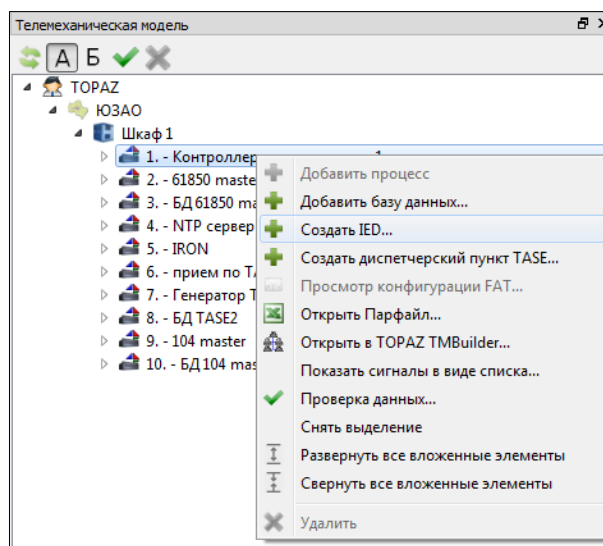 Телемеханическая модель
А Б
TOPAZ
ЮЗАО
Шкаф 1
1. - Контроллер 1
2. - 61850 maste
3. - БД 61850 ma
4. - NTP сервер
5. - IRON
6. - прием по TA
7. - Генератор T
8. - БД TASE2
9. - 104 master
10. - БД 104 mas
Добавить процесс
Добавить базу данных...
Создать IED...
Создать диспетчерский пункт TASE...
Просмотр конфигурации FAT...
Открыть Парфайл...
Открыть в TOPAZ TMBuilder...
Показать сигналы в виде списка...
Проверка данных...
Снять выделение
Развернуть все вложенные элементы
Свернуть все вложенные элементы
Удалить